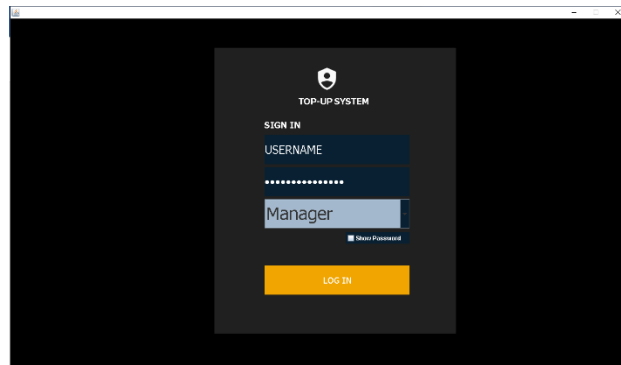 TOP-UP SYSTEM
SIGN IN
USERNAME
•••••••••••••••
Manager
Show Password
LOG IN